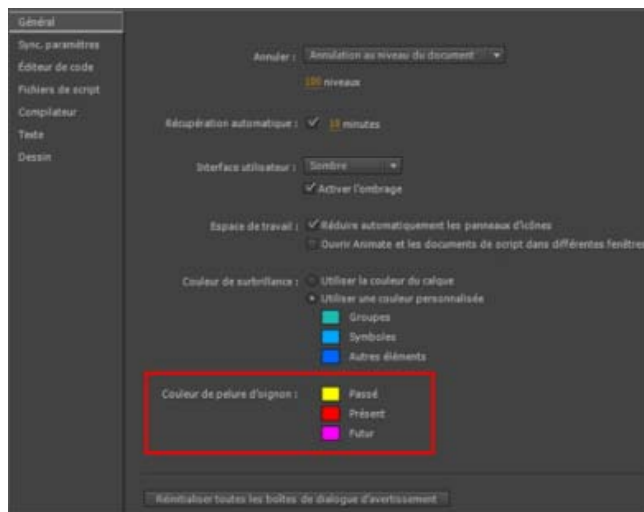 Général
Sync. paramètres
Éditeur de code
Fichiers de script
Compilateur
Texte
Dessin
Annuler : Annulation au niveau du document
100 niveaux
Récupération automatique : 10 minutes
Interface utilisateur : Sombre
Activer l'ombrage
Espace de travail : Réduire automatiquement les panneaux d'icônes
Ouvrir Animate et les documents de script dans différentes fenêtres
Couleur de surbrillance : Utiliser la couleur du calque
Utiliser une couleur personnalisée
Groupes
Symboles
Autres éléments
Couleur de pelure d'oignon : Passé
Présent
Futur
Réinitialiser toutes les boîtes de dialogue d'avertissement